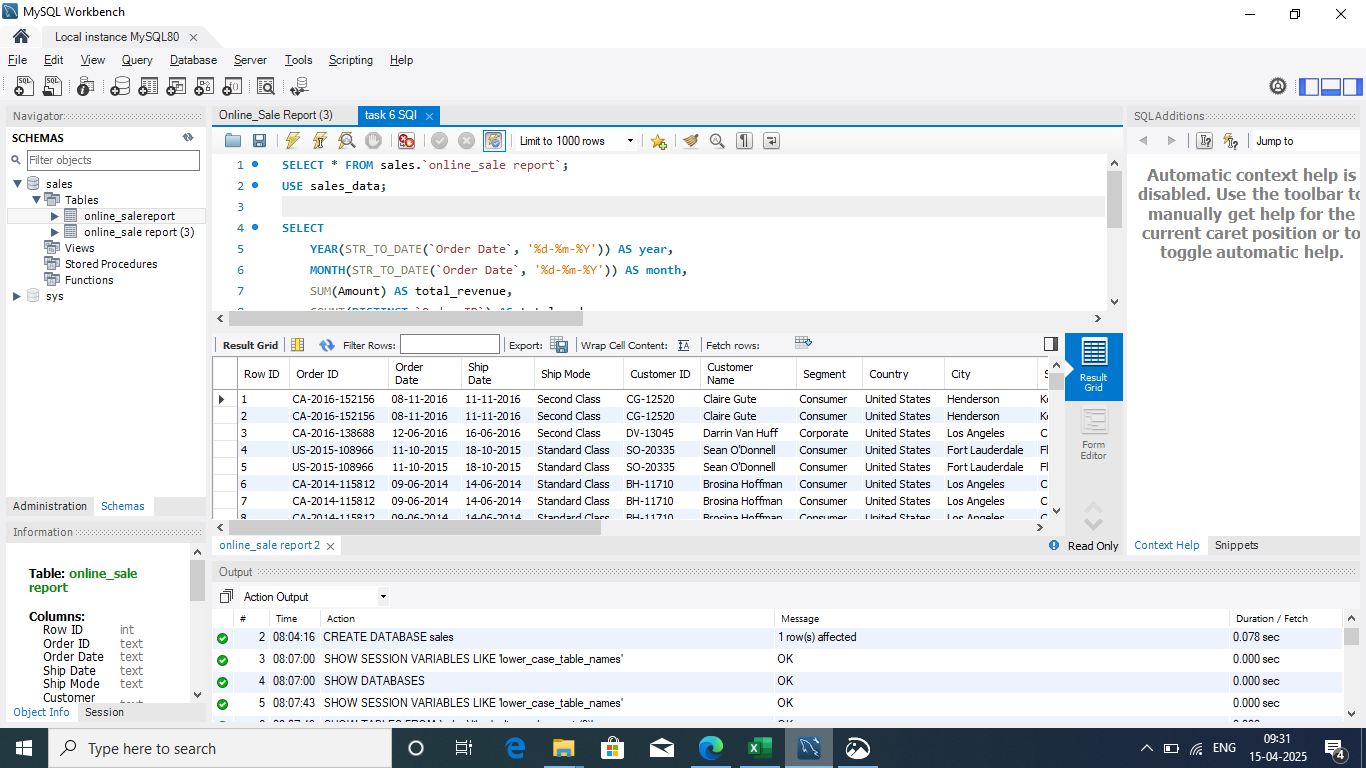 MySQL Workbench
Local instance MySQL80
File Edit View Query Database Server Tools Scripting Help
Navigator
SCHEMAS
Filter objects
sales
Tables
online_salereport
online_sale report (3)
Views
Stored Procedures
Functions
sys
Administration Schemas
Information
Table: online_sale
report
Columns:
Row ID int
Order ID text
Order Date text
Ship Date text
Ship Mode text
Customer
Object Info Session
Online_Sale Report (3) task 6 SQl
Limit to 1000 rows
1 SELECT * FROM sales.`online_sale report`;
2 USE sales_data;
3
4 SELECT
5 YEAR(STR_TO_DATE(`Order Date`, '%d-%m-%Y')) AS year,
6 MONTH(STR_TO_DATE(`Order Date`, '%d-%m-%Y')) AS month,
7 SUM(Amount) AS total_revenue,
Result Grid Filter Rows: Export: Wrap Cell Content: Fetch rows:
Row ID Order ID Order Date Ship Date Ship Mode Customer ID Customer Name Segment Country City
1 CA-2016-152156 08-11-2016 11-11-2016 Second Class CG-12520 Claire Gute Consumer United States Henderson
2 CA-2016-152156 08-11-2016 11-11-2016 Second Class CG-12520 Claire Gute Consumer United States Henderson
3 CA-2016-138688 12-06-2016 16-06-2016 Second Class DV-13045 Darrin Van Huff Corporate United States Los Angeles
4 US-2015-108966 11-10-2015 18-10-2015 Standard Class SO-20335 Sean O'Donnell Consumer United States Fort Lauderdale
5 US-2015-108966 11-10-2015 18-10-2015 Standard Class SO-20335 Sean O'Donnell Consumer United States Fort Lauderdale
6 CA-2014-115812 09-06-2014 14-06-2014 Standard Class BH-11710 Brosina Hoffman Consumer United States Los Angeles
7 CA-2014-115812 09-06-2014 14-06-2014 Standard Class BH-11710 Brosina Hoffman Consumer United States Los Angeles
8 CA-2014-115812 09-06-2014 14-06-2014 Standard Class BH-11710 Brosina Hoffman Consumer United States Los Angeles
Result Grid
Form Editor
online_sale report 2
Read Only
SQLAdditions
Jump to
Automatic context help is
disabled. Use the toolbar to
manually get help for the
current caret position or to
toggle automatic help.
Context Help Snippets
Output
Action Output
# Time Action Message Duration / Fetch
2 08:04:16 CREATE DATABASE sales 1 row(s) affected 0.078 sec
3 08:07:00 SHOW SESSION VARIABLES LIKE 'lower_case_table_names' OK 0.000 sec
4 08:07:00 SHOW DATABASES OK 0.000 sec
5 08:07:43 SHOW SESSION VARIABLES LIKE 'lower_case_table_names' OK 0.000 sec
Type here to search
ENG
09:31
15-04-2025
4